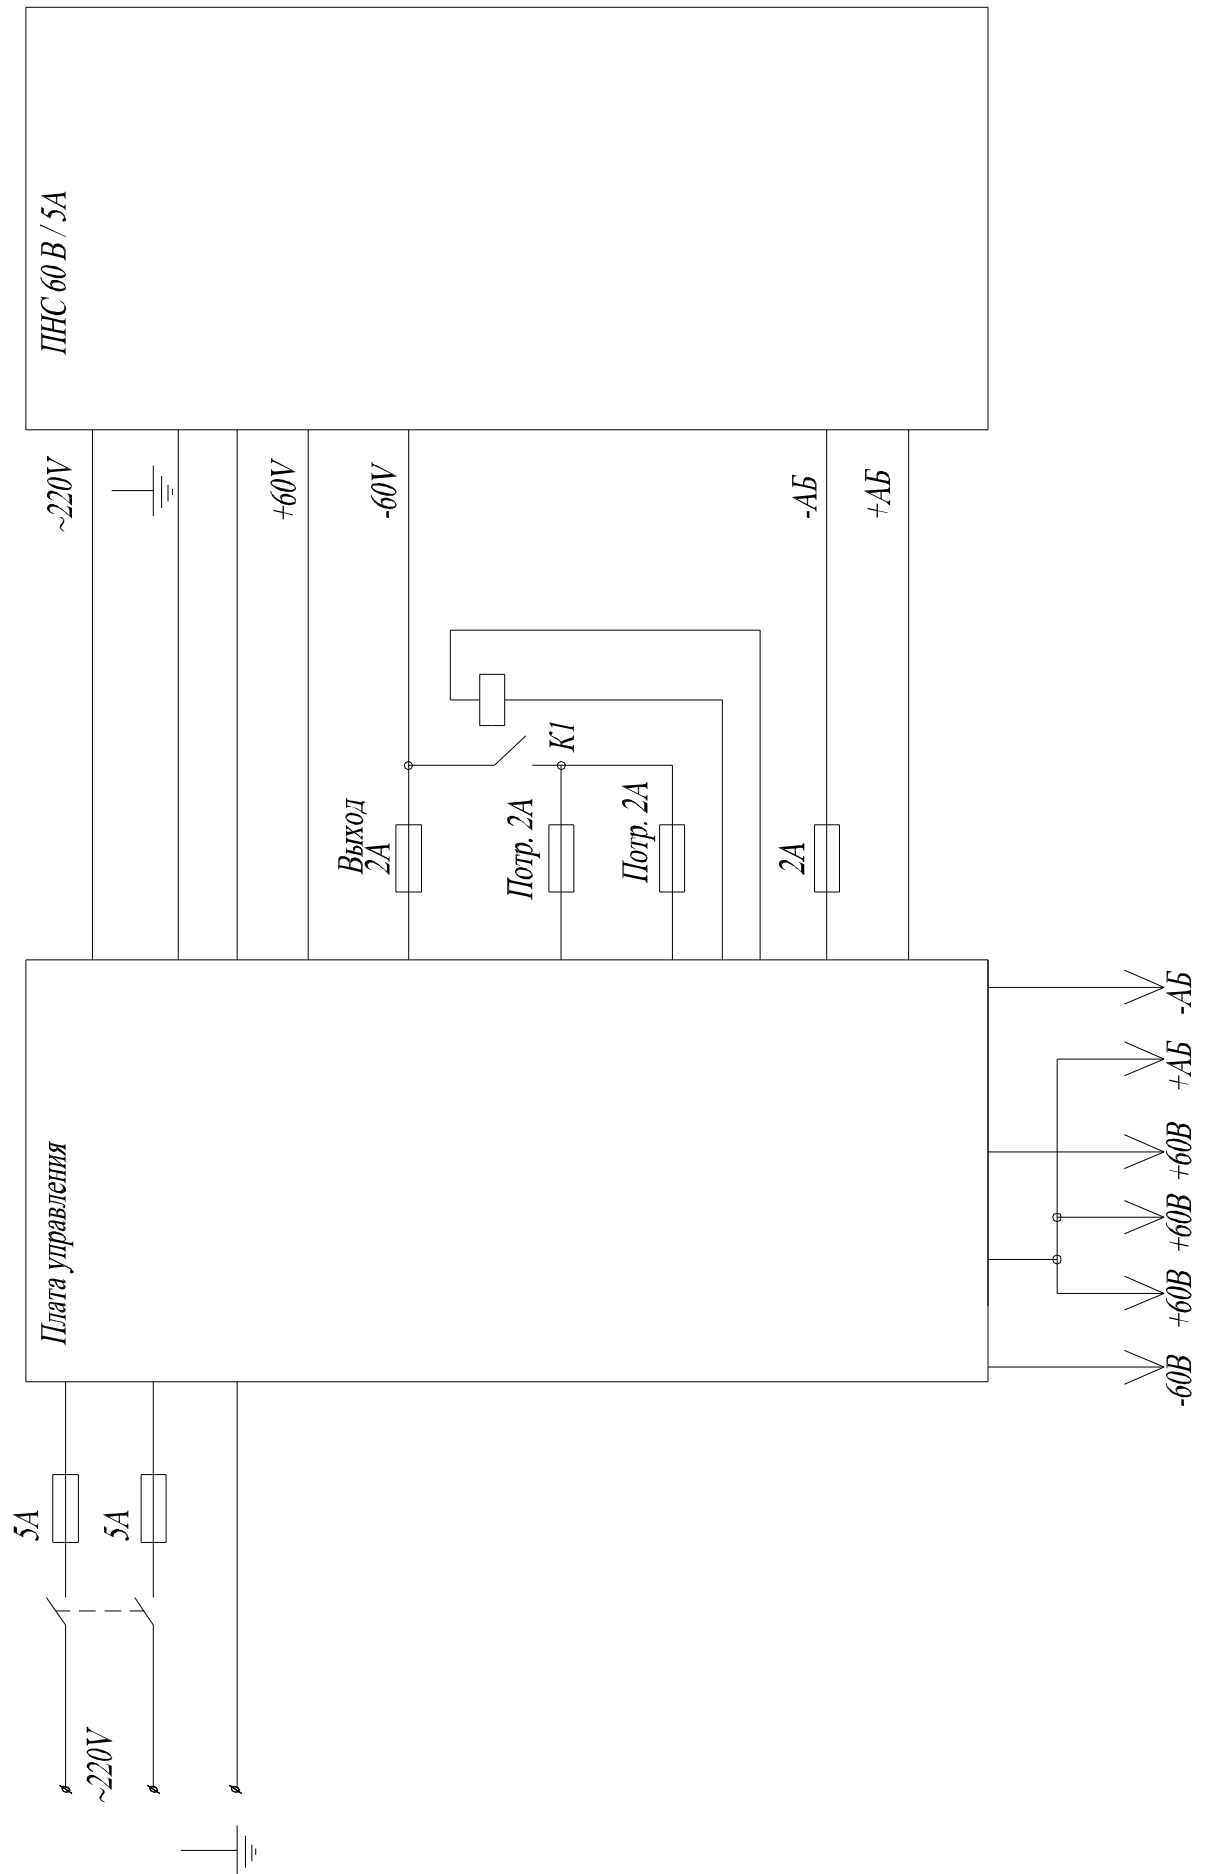 5А
Плата управления
ПНС 60 В / 5А
~220V
~220V
5А
+60V
Выход
2А
-60V
Потр. 2А
К1
Потр. 2А
2А
-АБ
+АБ
-60В +60В +60В +60В +АБ -АБ